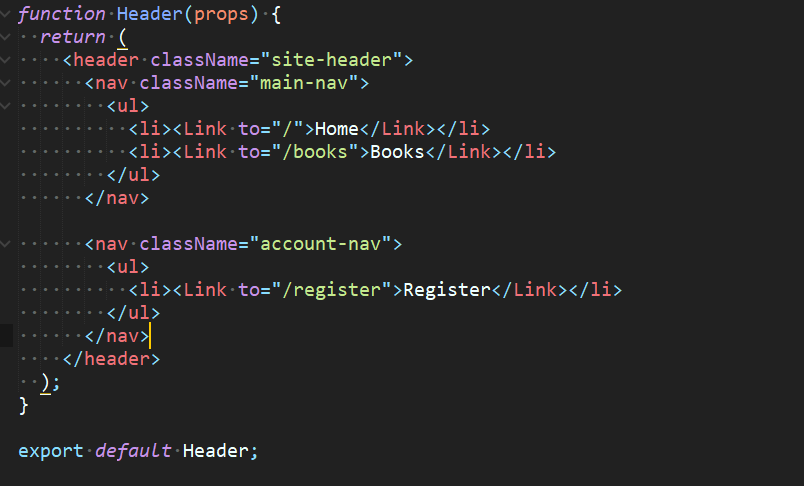 function Header(props) {
  return (
    <header className="site-header">
      <nav className="main-nav">
        <ul>
          <li><Link to="/">Home</Link></li>
          <li><Link to="/books">Books</Link></li>
        </ul>
      </nav>

      <nav className="account-nav">
        <ul>
          <li><Link to="/register">Register</Link></li>
        </ul>
      </nav>
    </header>
  );
}

export default Header;